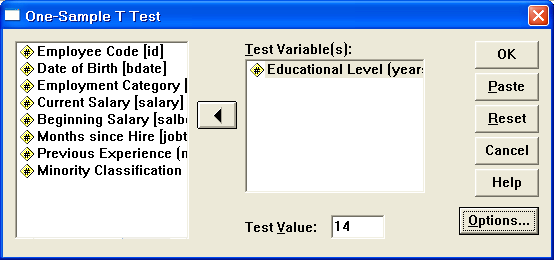 One-Sample T Test
Employee Code [id]
Date of Birth [bdate]
Employment Category [
Current Salary [salary]
Beginning Salary [salb
Months since Hire [jobt
Previous Experience (n
Minority Classification
Test Variable(s):
Educational Level (years
Test Value: 14
OK
Paste
Reset
Cancel
Help
Options...